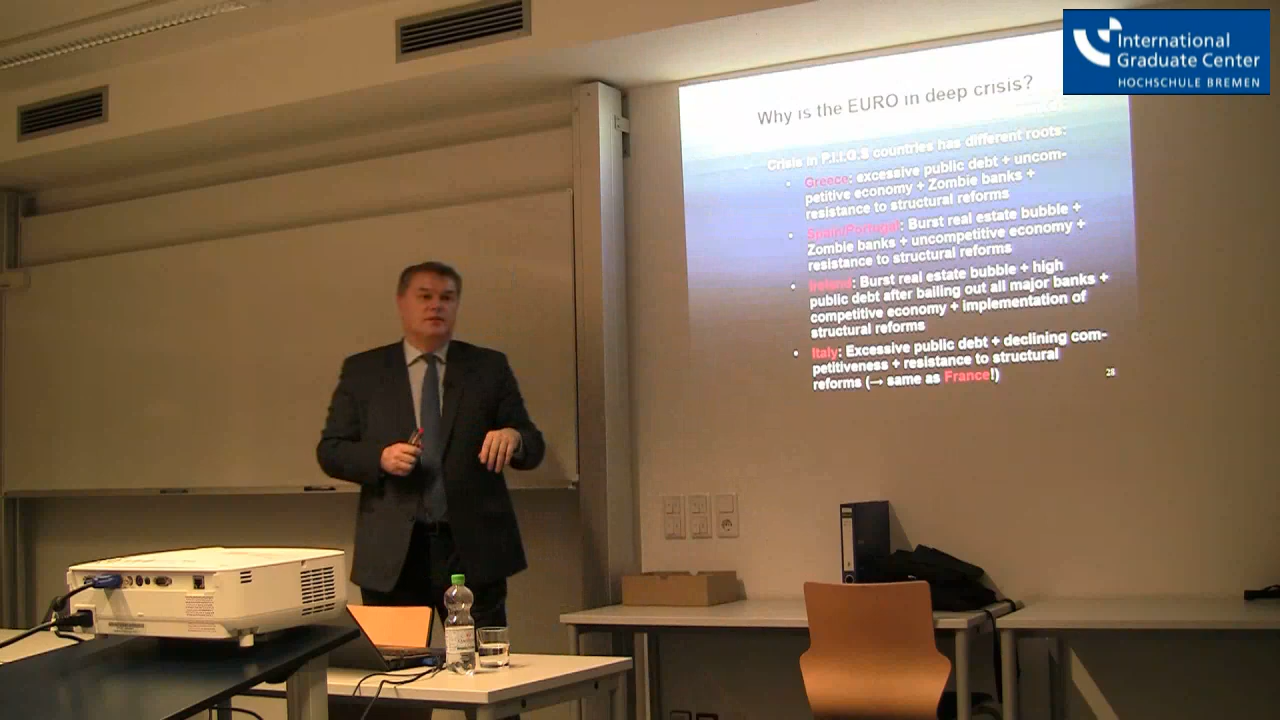 International
Graduate Center
HOCHSCHULE BREMEN
Why is the EURO in deep crisis?
Crisis in P.I.I.G.S countries has different roots:
• Greece: excessive public debt + uncom-
petitive economy + Zombie banks +
resistance to structural reforms
• Spain/Portugal: Burst real estate bubble +
Zombie banks + uncompetitive economy +
resistance to structural reforms
• Ireland: Burst real estate bubble + high
public debt after bailing out all major banks +
competitive economy + implementation of
structural reforms
• Italy: Excessive public debt + declining com-
petitiveness + resistance to structural
reforms (→ same as France!)
28